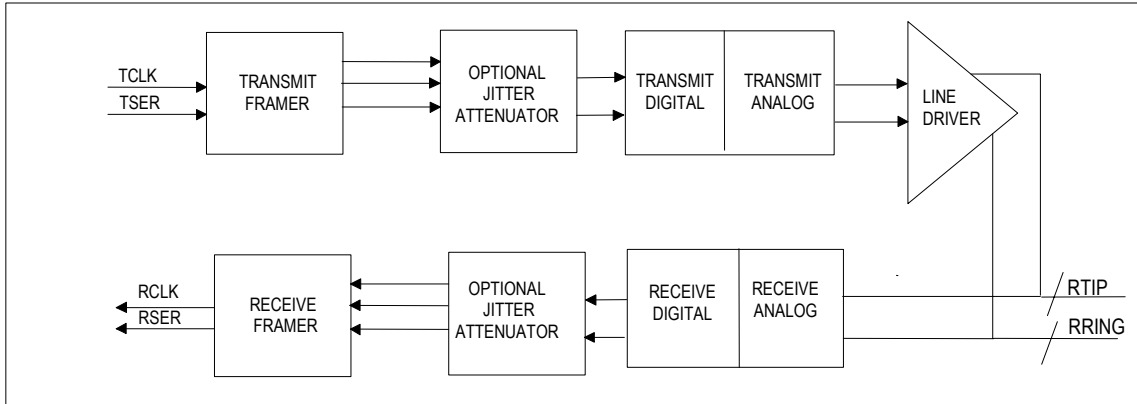 TCLK
TSER
TRANSMIT
FRAMER
OPTIONAL
JITTER
ATTENUATOR
TRANSMIT
DIGITAL
TRANSMIT
ANALOG
LINE
DRIVER
RCLK
RSER
RECEIVE
FRAMER
OPTIONAL
JITTER
ATTENUATOR
RECEIVE
DIGITAL
RECEIVE
ANALOG
RTIP
RRING